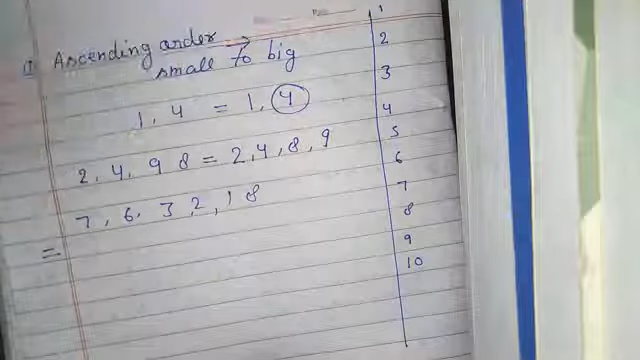 Ascending order →
small to big
1, 4 = 1, 4
2, 4, 9 8 = 2, 4, 8, 9
7, 6, 3, 2, 1 8
=
1
2
3
4
5
6
7
8
9
10